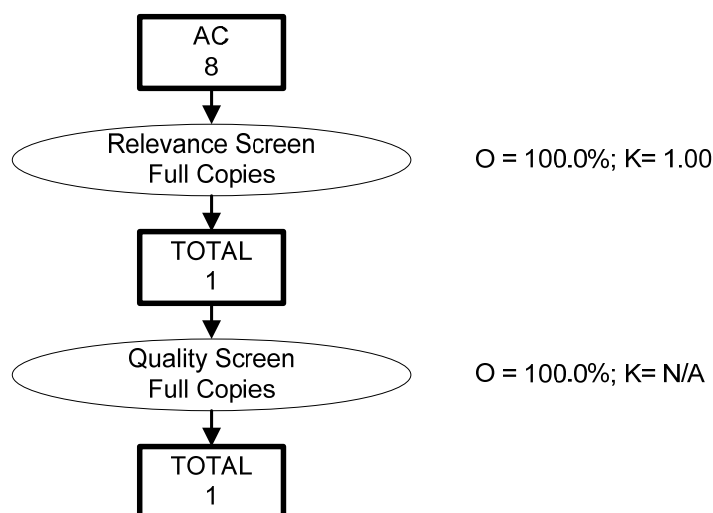 AC
8
Relevance Screen
Full Copies
O = 100.0%; K= 1.00
TOTAL
1
Quality Screen
Full Copies
O = 100.0%; K= N/A
TOTAL
1